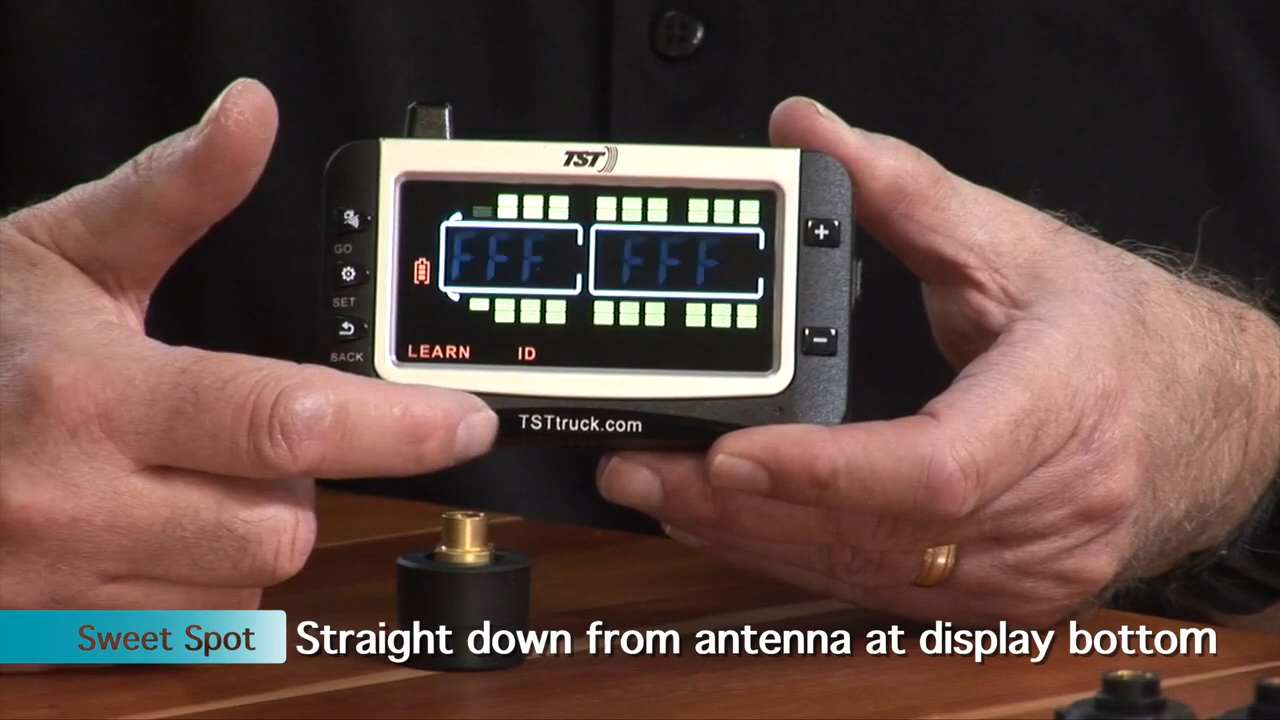 TST
GO
SET
BACK
FFF FFF
LEARN ID
+
-
TSTtruck.com
Sweet Spot Straight down from antenna at display bottom